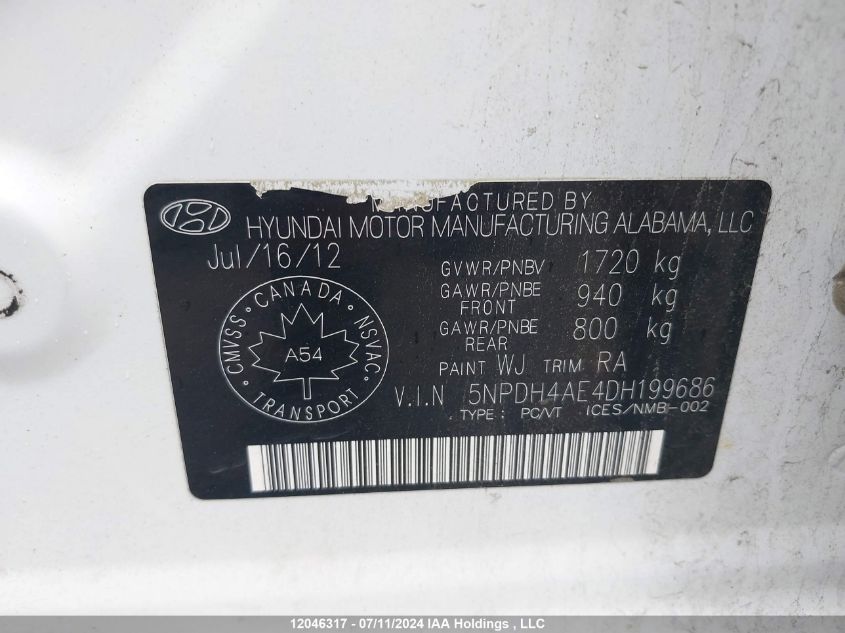 MANUFACTURED BY
HYUNDAI MOTOR MANUFACTURING ALABAMA, LLC
Jul/16/12
GVWR/PNBV 1720 kg
GAWR/PNBE FRONT 940 kg
GAWR/PNBE REAR 800 kg
PAINT WJ TRIM RA
V.I.N 5NPDH4AE4DH199686
TYPE: PC/VT ICES/NMB-002
CANADA
CMVSS NSVAC
A54
TRANSPORT
12046317 - 07/11/2024 IAA Holdings , LLC